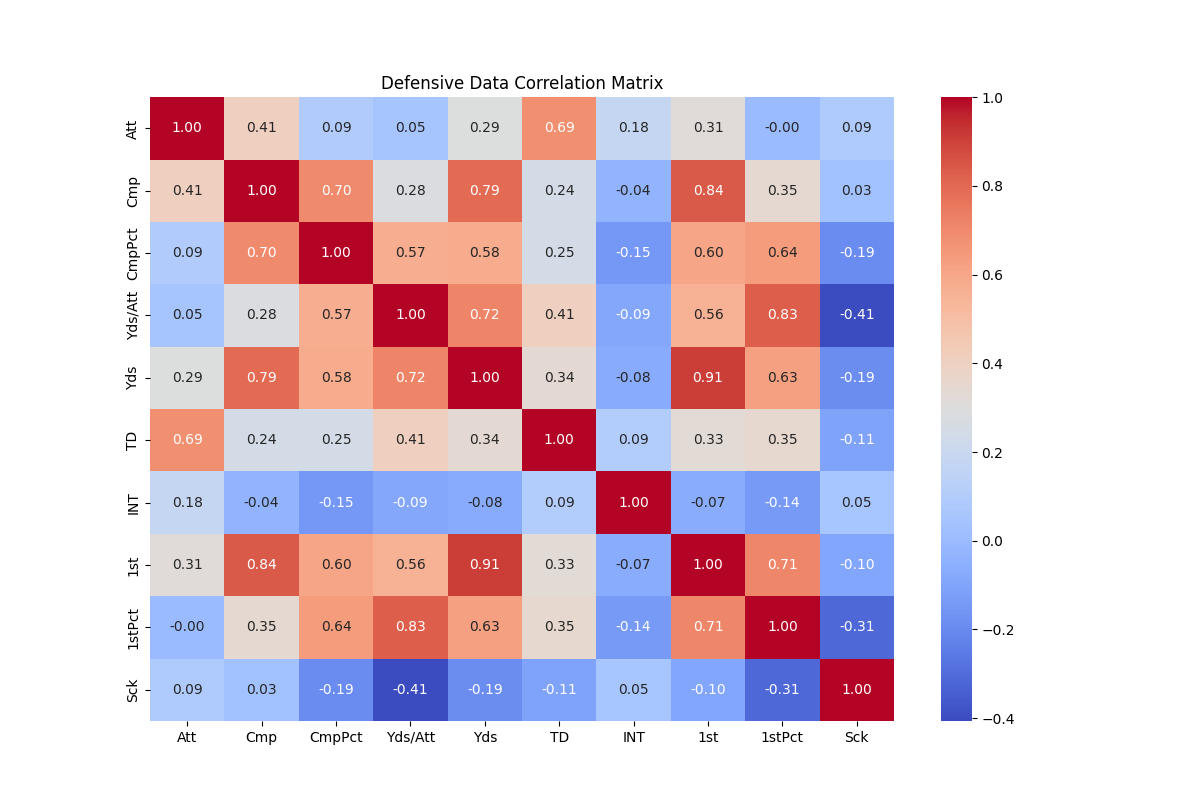 Defensive Data Correlation Matrix
Att 1.00 0.41 0.09 0.05 0.29 0.69 0.18 0.31 -0.00 0.09
Cmp 0.41 1.00 0.70 0.28 0.79 0.24 -0.04 0.84 0.35 0.03
CmpPct 0.09 0.70 1.00 0.57 0.58 0.25 -0.15 0.60 0.64 -0.19
Yds/Att 0.05 0.28 0.57 1.00 0.72 0.41 -0.09 0.56 0.83 -0.41
Yds 0.29 0.79 0.58 0.72 1.00 0.34 -0.08 0.91 0.63 -0.19
TD 0.69 0.24 0.25 0.41 0.34 1.00 0.09 0.33 0.35 -0.11
INT 0.18 -0.04 -0.15 -0.09 -0.08 0.09 1.00 -0.07 -0.14 0.05
1st 0.31 0.84 0.60 0.56 0.91 0.33 -0.07 1.00 0.71 -0.10
1stPct -0.00 0.35 0.64 0.83 0.63 0.35 -0.14 0.71 1.00 -0.31
Sck 0.09 0.03 -0.19 -0.41 -0.19 -0.11 0.05 -0.10 -0.31 1.00
Att Cmp CmpPct Yds/Att Yds TD INT 1st 1stPct Sck
1.0
0.8
0.6
0.4
0.2
0.0
−0.2
−0.4